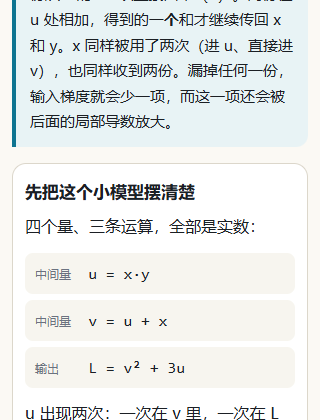 u 处相加，得到的一个和才继续传回 x
和 y。x 同样被用了两次（进 u、直接进
v），也同样收到两份。漏掉任何一份，
输入梯度就会少一项，而这一项还会被
后面的局部导数放大。
先把这个小模型摆清楚
四个量、三条运算，全部是实数：
中间量 u = x·y
中间量 v = u + x
输出 L = v² + 3u
u 出现两次：一次在 v 里，一次在 L